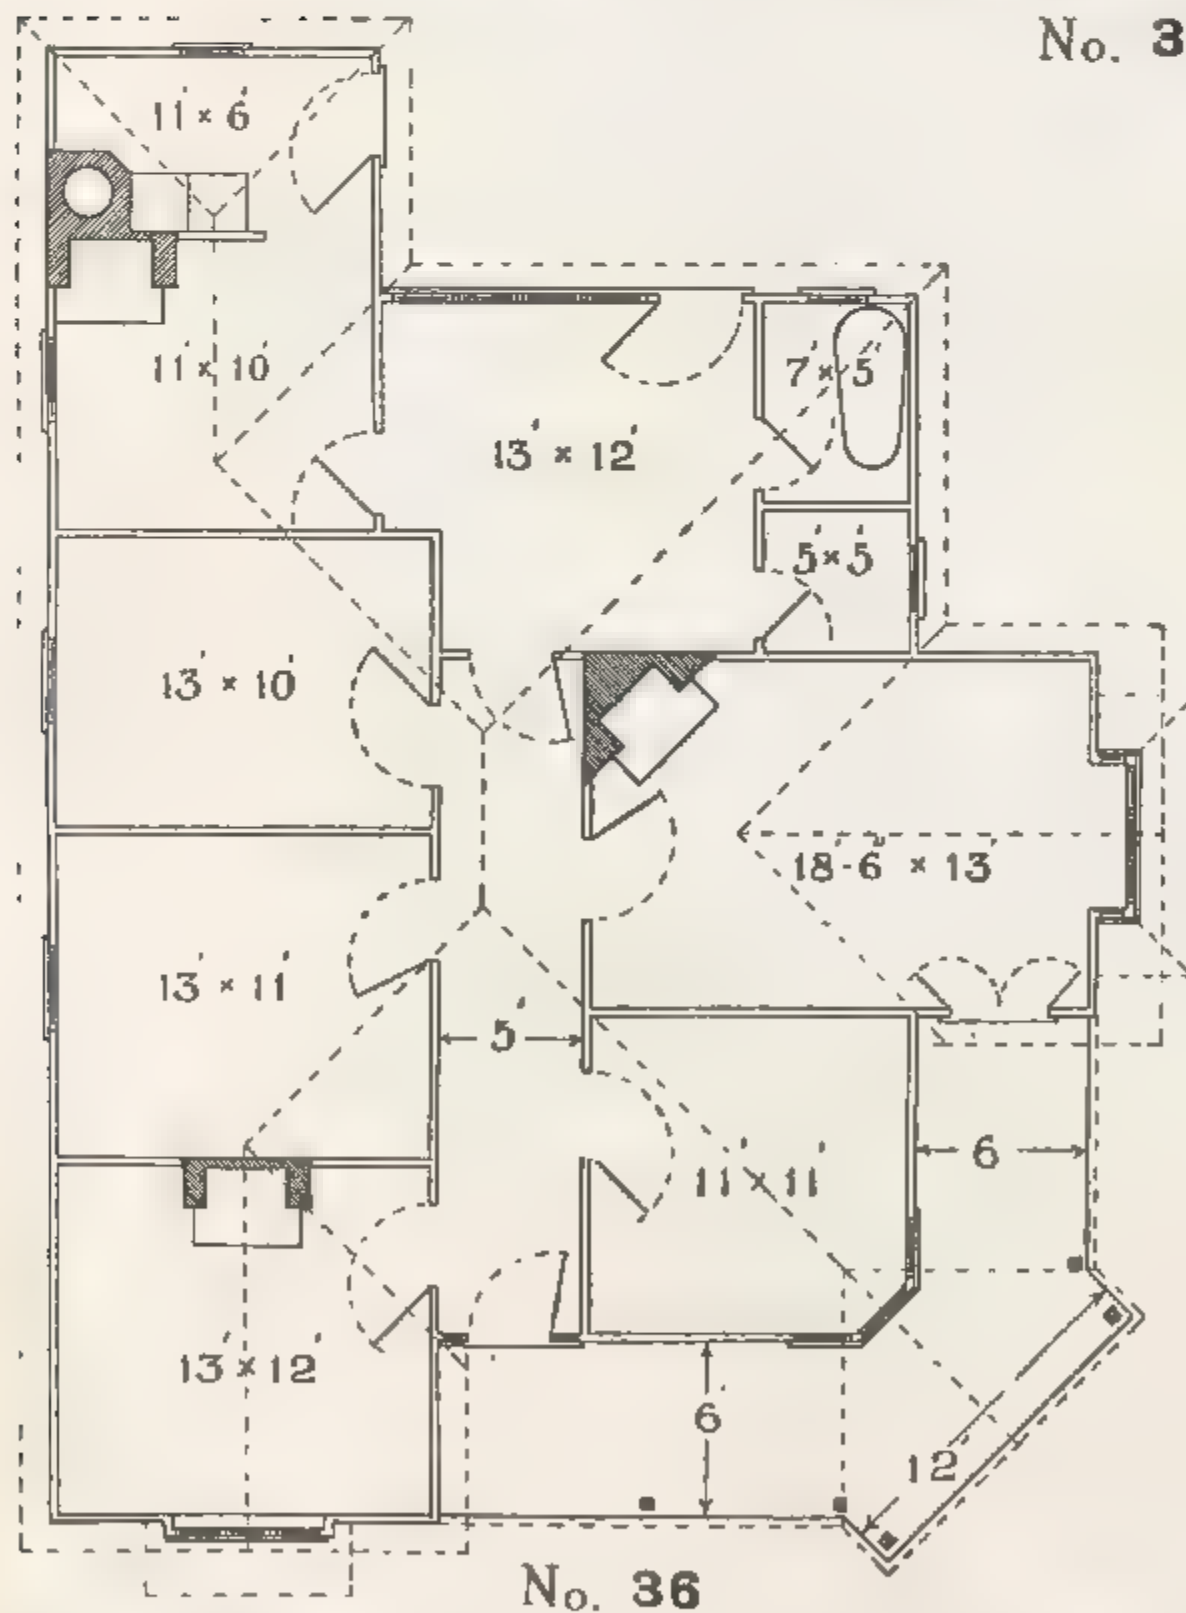 No. 3
11' × 6'
11' × 10'
7' × 5'
13' × 12'
5' × 5'
13' × 10'
18'-6" × 13'
13' × 11'
5'
11' × 11'
6'
13' × 12'
6'
12'
No. 36